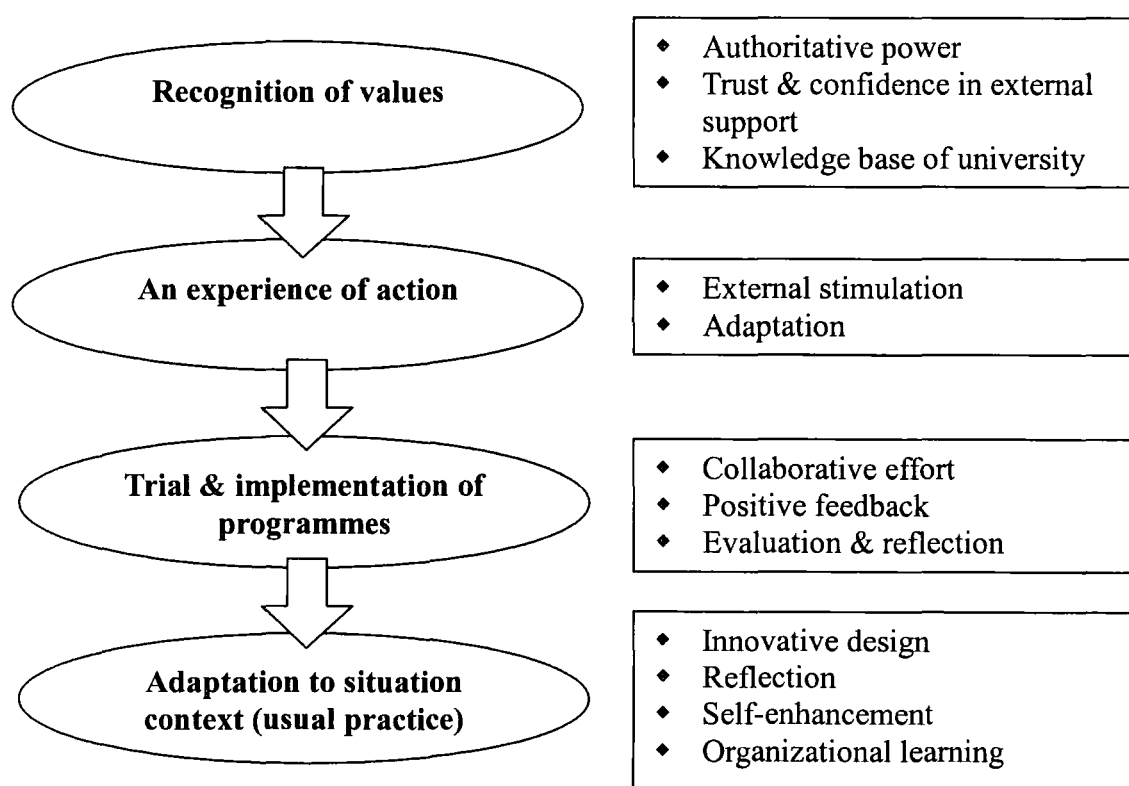 Recognition of values
◆ Authoritative power
◆ Trust & confidence in external
support
◆ Knowledge base of university
An experience of action
◆ External stimulation
◆ Adaptation
Trial & implementation of
programmes
◆ Collaborative effort
◆ Positive feedback
◆ Evaluation & reflection
Adaptation to situation
context (usual practice)
◆ Innovative design
◆ Reflection
◆ Self-enhancement
◆ Organizational learning